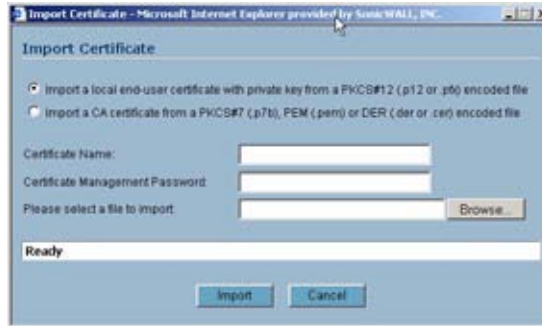 Import Certificate - Microsoft Internet Explorer provided by SonicWALL, INC.
Import Certificate
Import a local end-user certificate with private key from a PKCS#12 (.p12 or .pfx) encoded file
Import a CA certificate from a PKCS#7 (.p7b), PEM (.pem) or DER (.der or .cer) encoded file
Certificate Name:
Certificate Management Password:
Please select a file to import:
Browse...
Ready
Import
Cancel